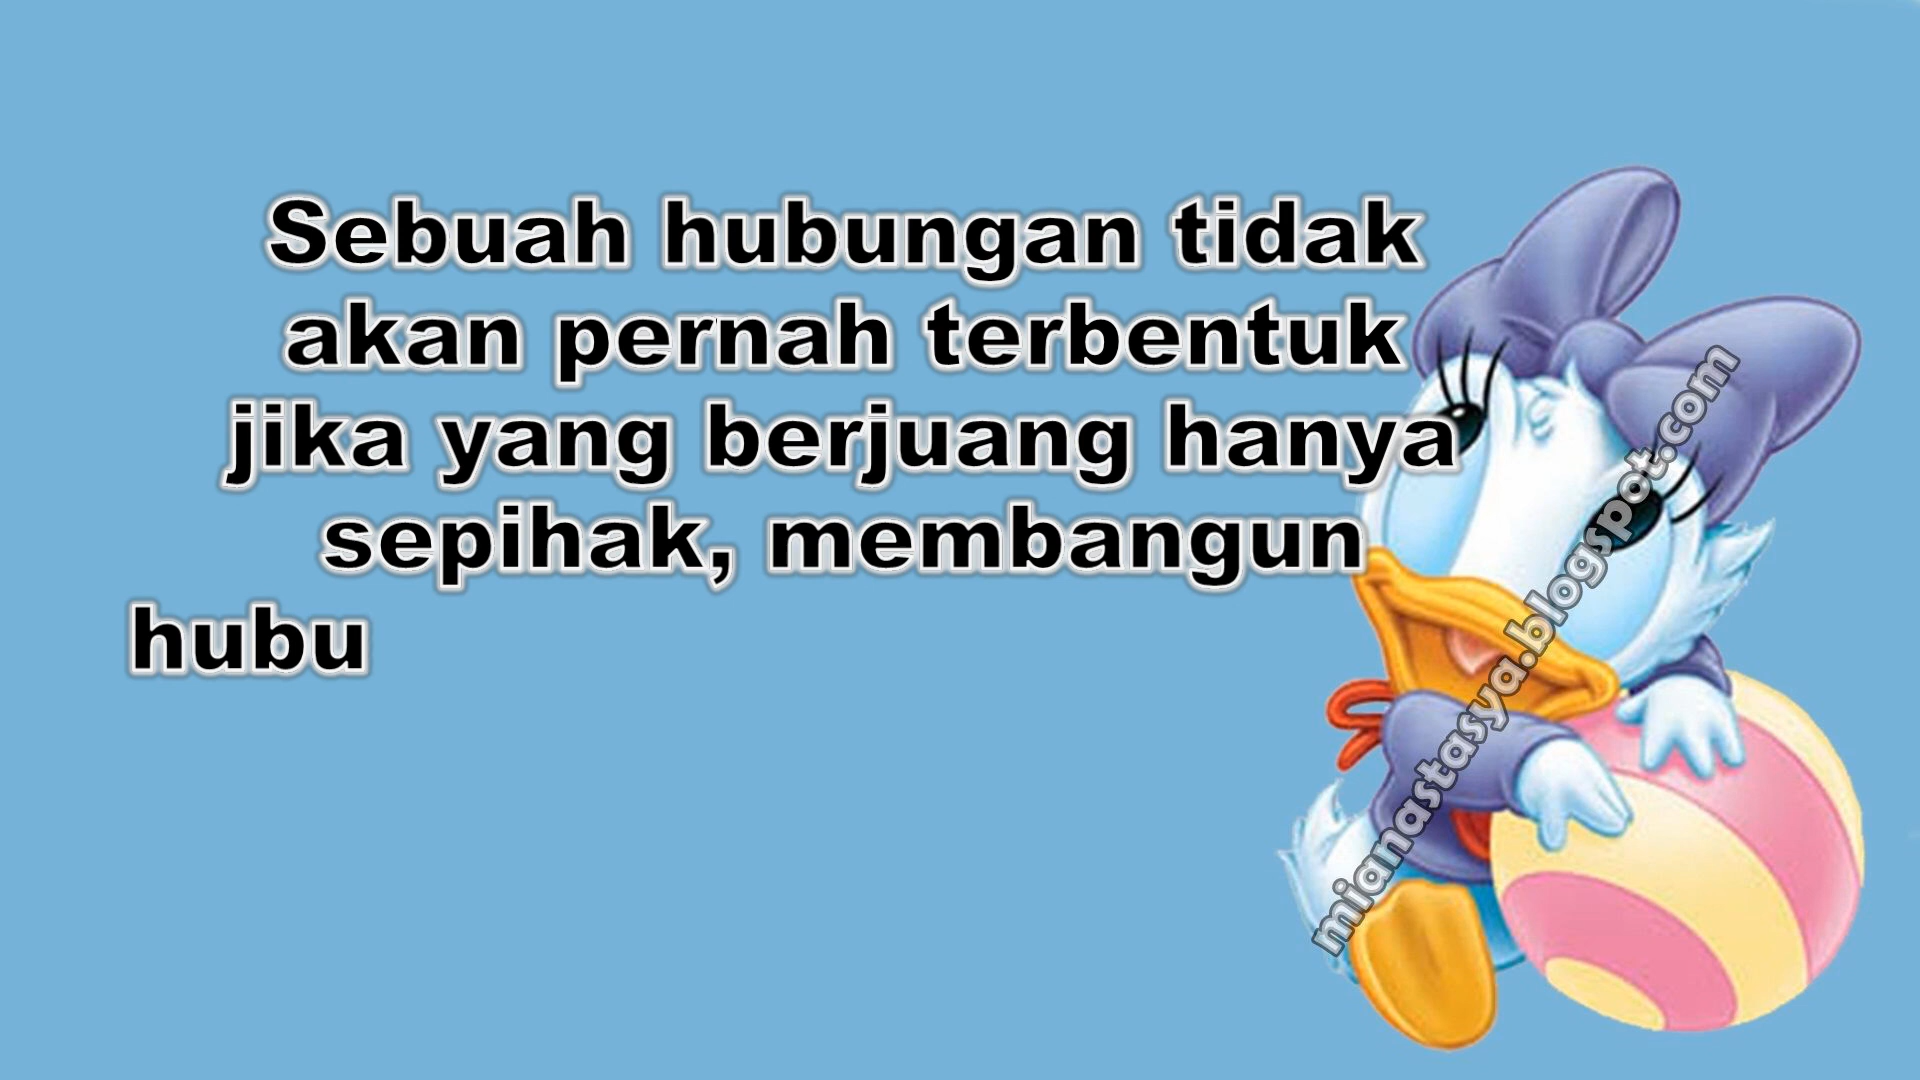 Sebuah hubungan tidak
akan pernah terbentuk
jika yang berjuang hanya
sepihak, membangun
hubu
mianastasya.blogspot.com